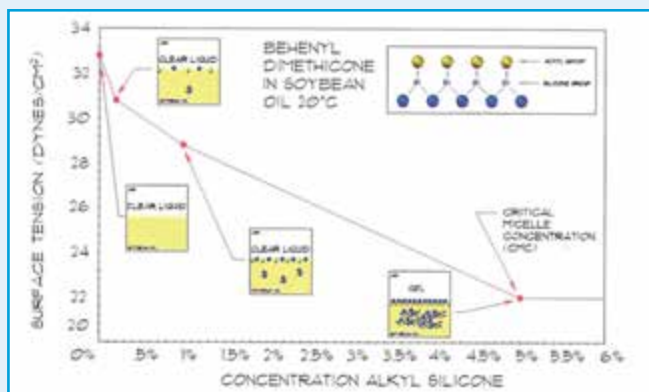 BEHENYL
DIMETHICONE
IN SOYBEAN
OIL 20°C
ALKYL GROUP
SILICONE GROUP
CLEAR LIQUID
CLEAR LIQUID
CLEAR LIQUID
GEL
CRITICAL
MICELLE
CONCENTRATION
(CMC)
SURFACE TENSION (DYNES/CM²)
34
32
30
28
26
24
22
20
0% .5% 1% 1.5% 2% 2.5% 3% 3.5% 4% 4.5% 5% 5.5% 6%
CONCENTRATION ALKYL SILICONE